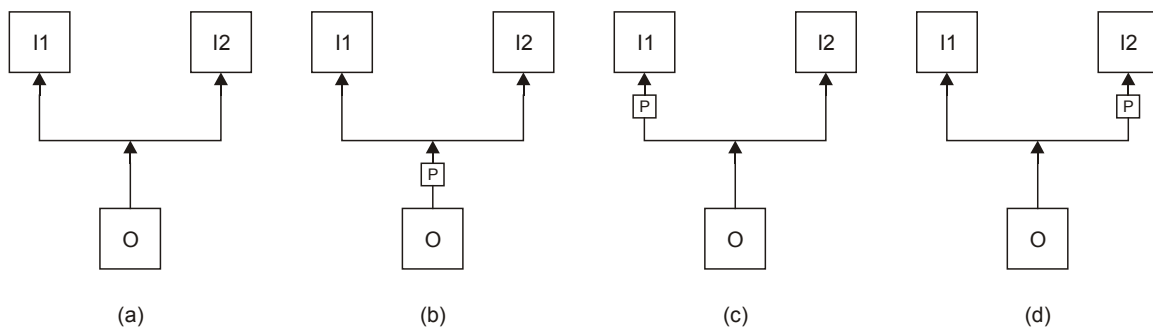 I1 I2 I1 I2 I1 I2 I1 I2
P P
P
O O O O
(a) (b) (c) (d)